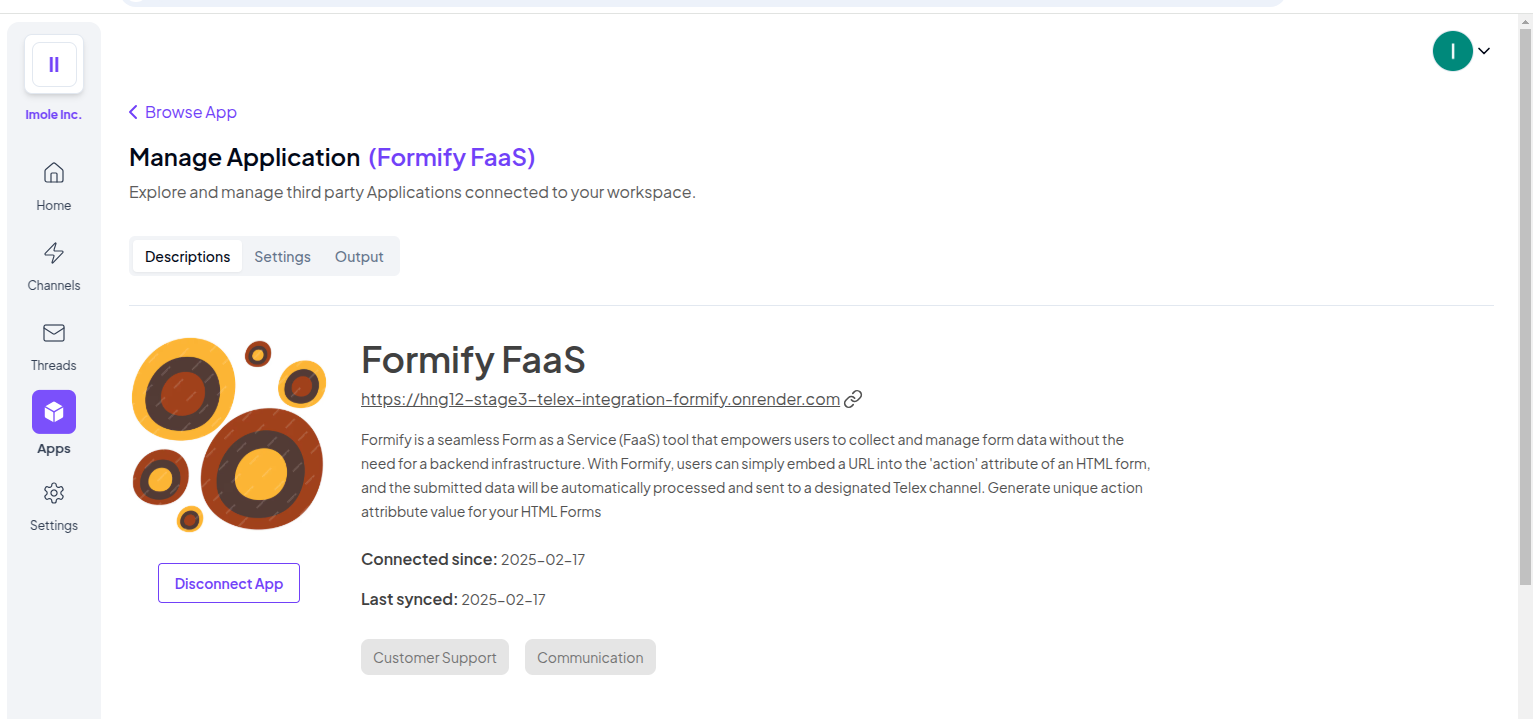 II
I
Imole Inc.
Home
Channels
Threads
Apps
Settings
Browse App
Manage Application (Formify FaaS)
Explore and manage third party Applications connected to your workspace.
Descriptions Settings Output
Formify FaaS
https://hng12-stage3-telex-integration-formify.onrender.com
Formify is a seamless Form as a Service (FaaS) tool that empowers users to collect and manage form data without the
need for a backend infrastructure. With Formify, users can simply embed a URL into the 'action' attribute of an HTML form,
and the submitted data will be automatically processed and sent to a designated Telex channel. Generate unique action
attribbute value for your HTML Forms
Disconnect App
Connected since: 2025-02-17
Last synced: 2025-02-17
Customer Support Communication